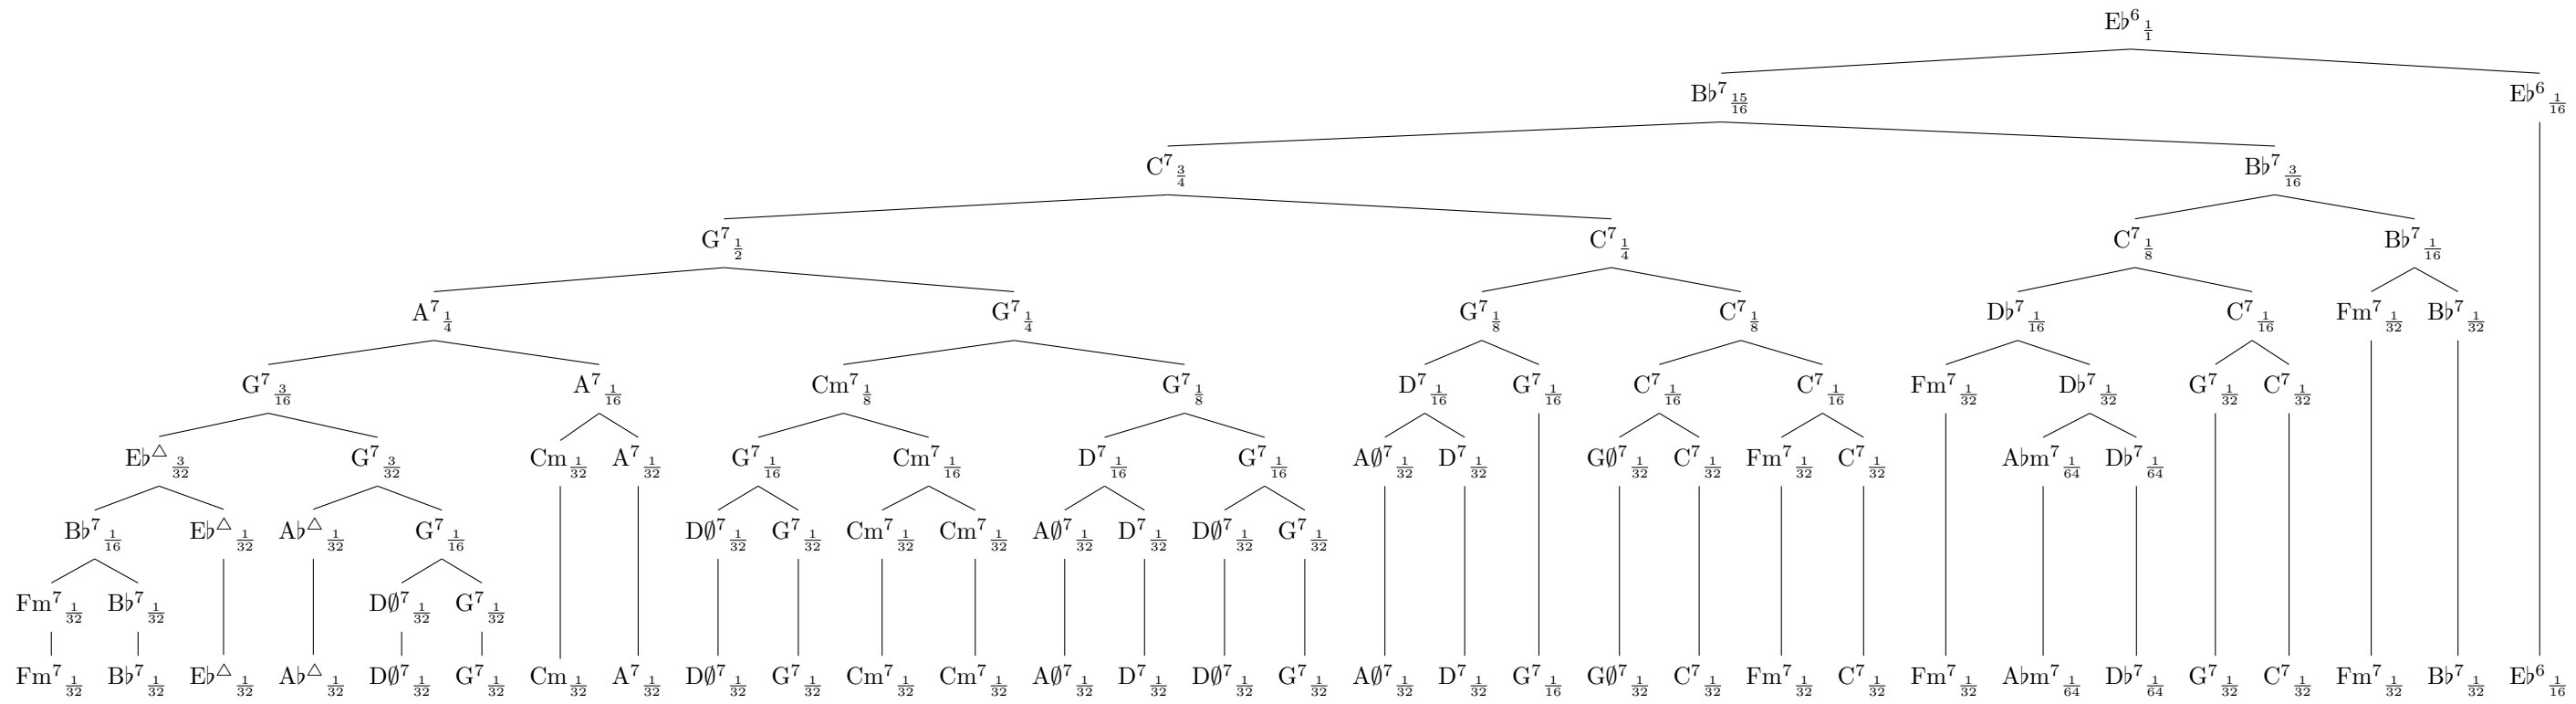 E♭⁶ 1/1
B♭⁷ 15/16 E♭⁶ 1/16
C⁷ 3/4 B♭⁷ 3/16
G⁷ 1/2 C⁷ 1/4 C⁷ 1/8 B♭⁷ 1/16
A⁷ 1/4 G⁷ 1/4 G⁷ 1/8 C⁷ 1/8 D♭⁷ 1/16 C⁷ 1/16 Fm⁷ 1/32 B♭⁷ 1/32
G⁷ 3/16 A⁷ 1/16 Cm⁷ 1/8 G⁷ 1/8 D⁷ 1/16 G⁷ 1/16 C⁷ 1/16 C⁷ 1/16 Fm⁷ 1/32 D♭⁷ 1/32 G⁷ 1/32 C⁷ 1/32
E♭△ 3/32 G⁷ 3/32 Cm 1/32 A⁷ 1/32 G⁷ 1/16 Cm⁷ 1/16 D⁷ 1/16 G⁷ 1/16 A∅⁷ 1/32 D⁷ 1/32 G∅⁷ 1/32 C⁷ 1/32 Fm⁷ 1/32 C⁷ 1/32 A♭m⁷ 1/64 D♭⁷ 1/64
B♭⁷ 1/16 E♭△ 1/32 A♭△ 1/32 G⁷ 1/16 D∅⁷ 1/32 G⁷ 1/32 Cm⁷ 1/32 Cm⁷ 1/32 A∅⁷ 1/32 D⁷ 1/32 D∅⁷ 1/32 G⁷ 1/32
Fm⁷ 1/32 B♭⁷ 1/32 D∅⁷ 1/32 G⁷ 1/32
Fm⁷ 1/32 B♭⁷ 1/32 E♭△ 1/32 A♭△ 1/32 D∅⁷ 1/32 G⁷ 1/32 Cm 1/32 A⁷ 1/32 D∅⁷ 1/32 G⁷ 1/32 Cm⁷ 1/32 Cm⁷ 1/32 A∅⁷ 1/32 D⁷ 1/32 D∅⁷ 1/32 G⁷ 1/32 A∅⁷ 1/32 D⁷ 1/32 G⁷ 1/16 G∅⁷ 1/32 C⁷ 1/32 Fm⁷ 1/32 C⁷ 1/32 Fm⁷ 1/32 A♭m⁷ 1/64 D♭⁷ 1/64 G⁷ 1/32 C⁷ 1/32 Fm⁷ 1/32 B♭⁷ 1/32 E♭⁶ 1/16